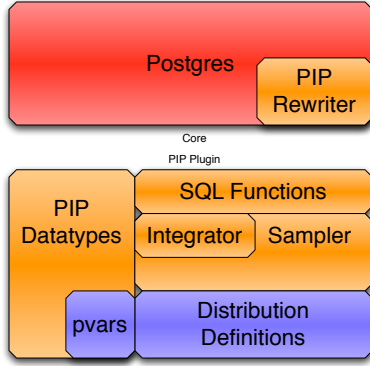 Postgres
PIP
Rewriter
Core
PIP Plugin
PIP
Datatypes
SQL Functions
Integrator
Sampler
pvars
Distribution
Definitions